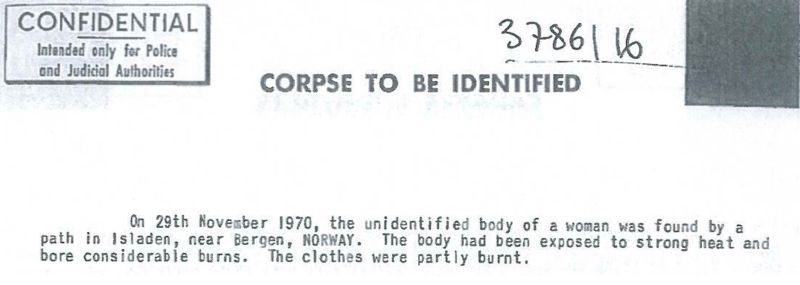 CONFIDENTIAL
Intended only for Police
and Judicial Authorities
3786/16
CORPSE TO BE IDENTIFIED
On 29th November 1970, the unidentified body of a woman was found by a
path in Isladen, near Bergen, NORWAY. The body had been exposed to strong heat and
bore considerable burns. The clothes were partly burnt.